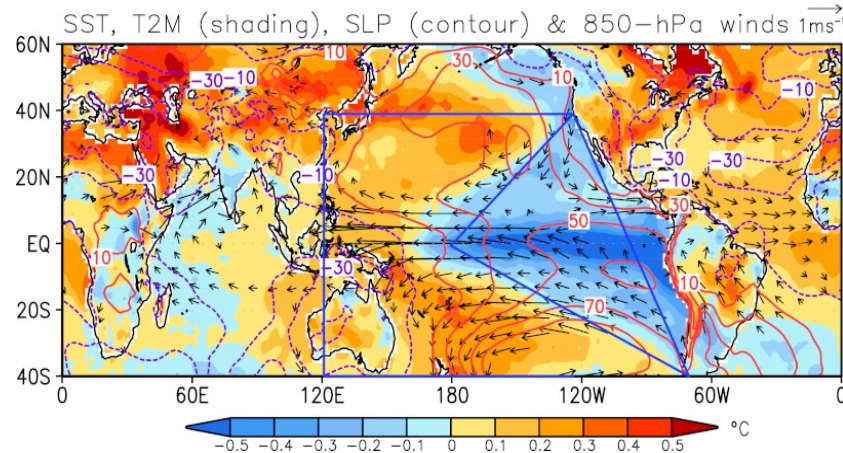 SST, T2M (shading), SLP (contour) & 850-hPa winds 1ms⁻¹
60N
40N
20N
EQ
20S
40S
10 30 10 -30 -10 -10
-30 -30
-30 -10 -10
30
50
10 -30
10
70
0 60E 120E 180 120W 60W 0
-0.5 -0.4 -0.3 -0.2 -0.1 0 0.1 0.2 0.3 0.4 0.5 °C